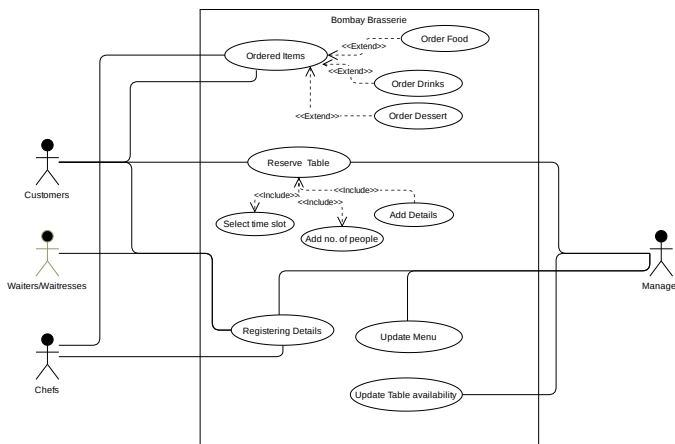 Bombay Brasserie
Order Food
<<Extend>>
Ordered Items
<<Extend>>
Order Drinks
<<Extend>>
Order Dessert
Reserve Table
Customers
<<Include>>
<<Include>>
<<Include>>
Add Details
Select time slot
Add no. of people
Waiters/Waitresses
Manage
Registering Details
Update Menu
Chefs
Update Table availability